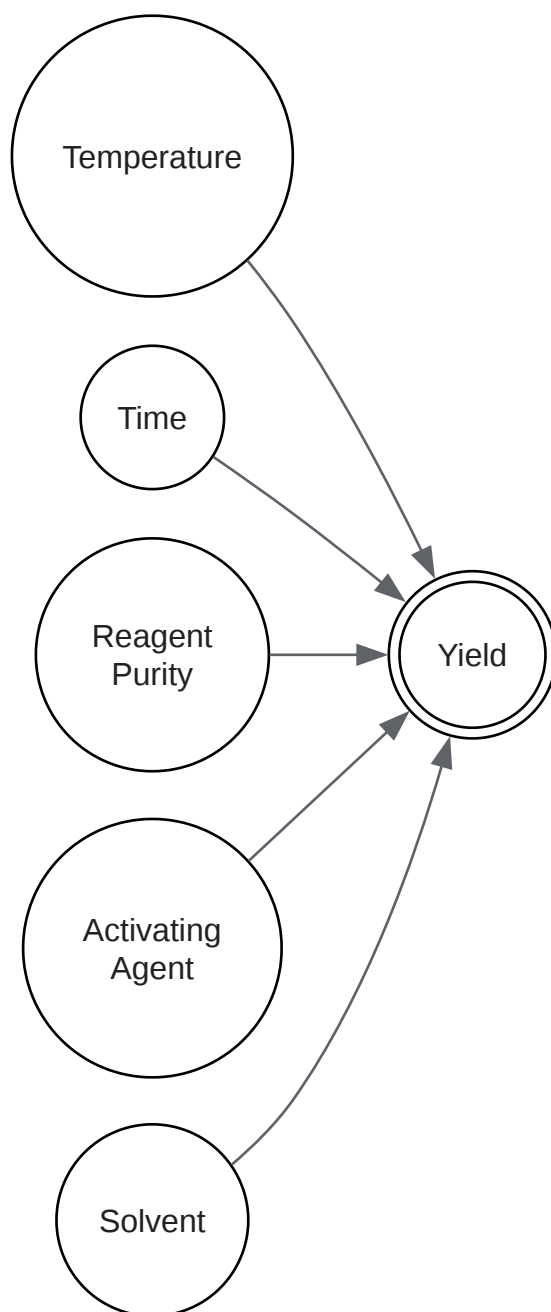 Temperature
Time
Reagent
Purity
Yield
Activating
Agent
Solvent